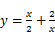 y = x/2 + 2/x